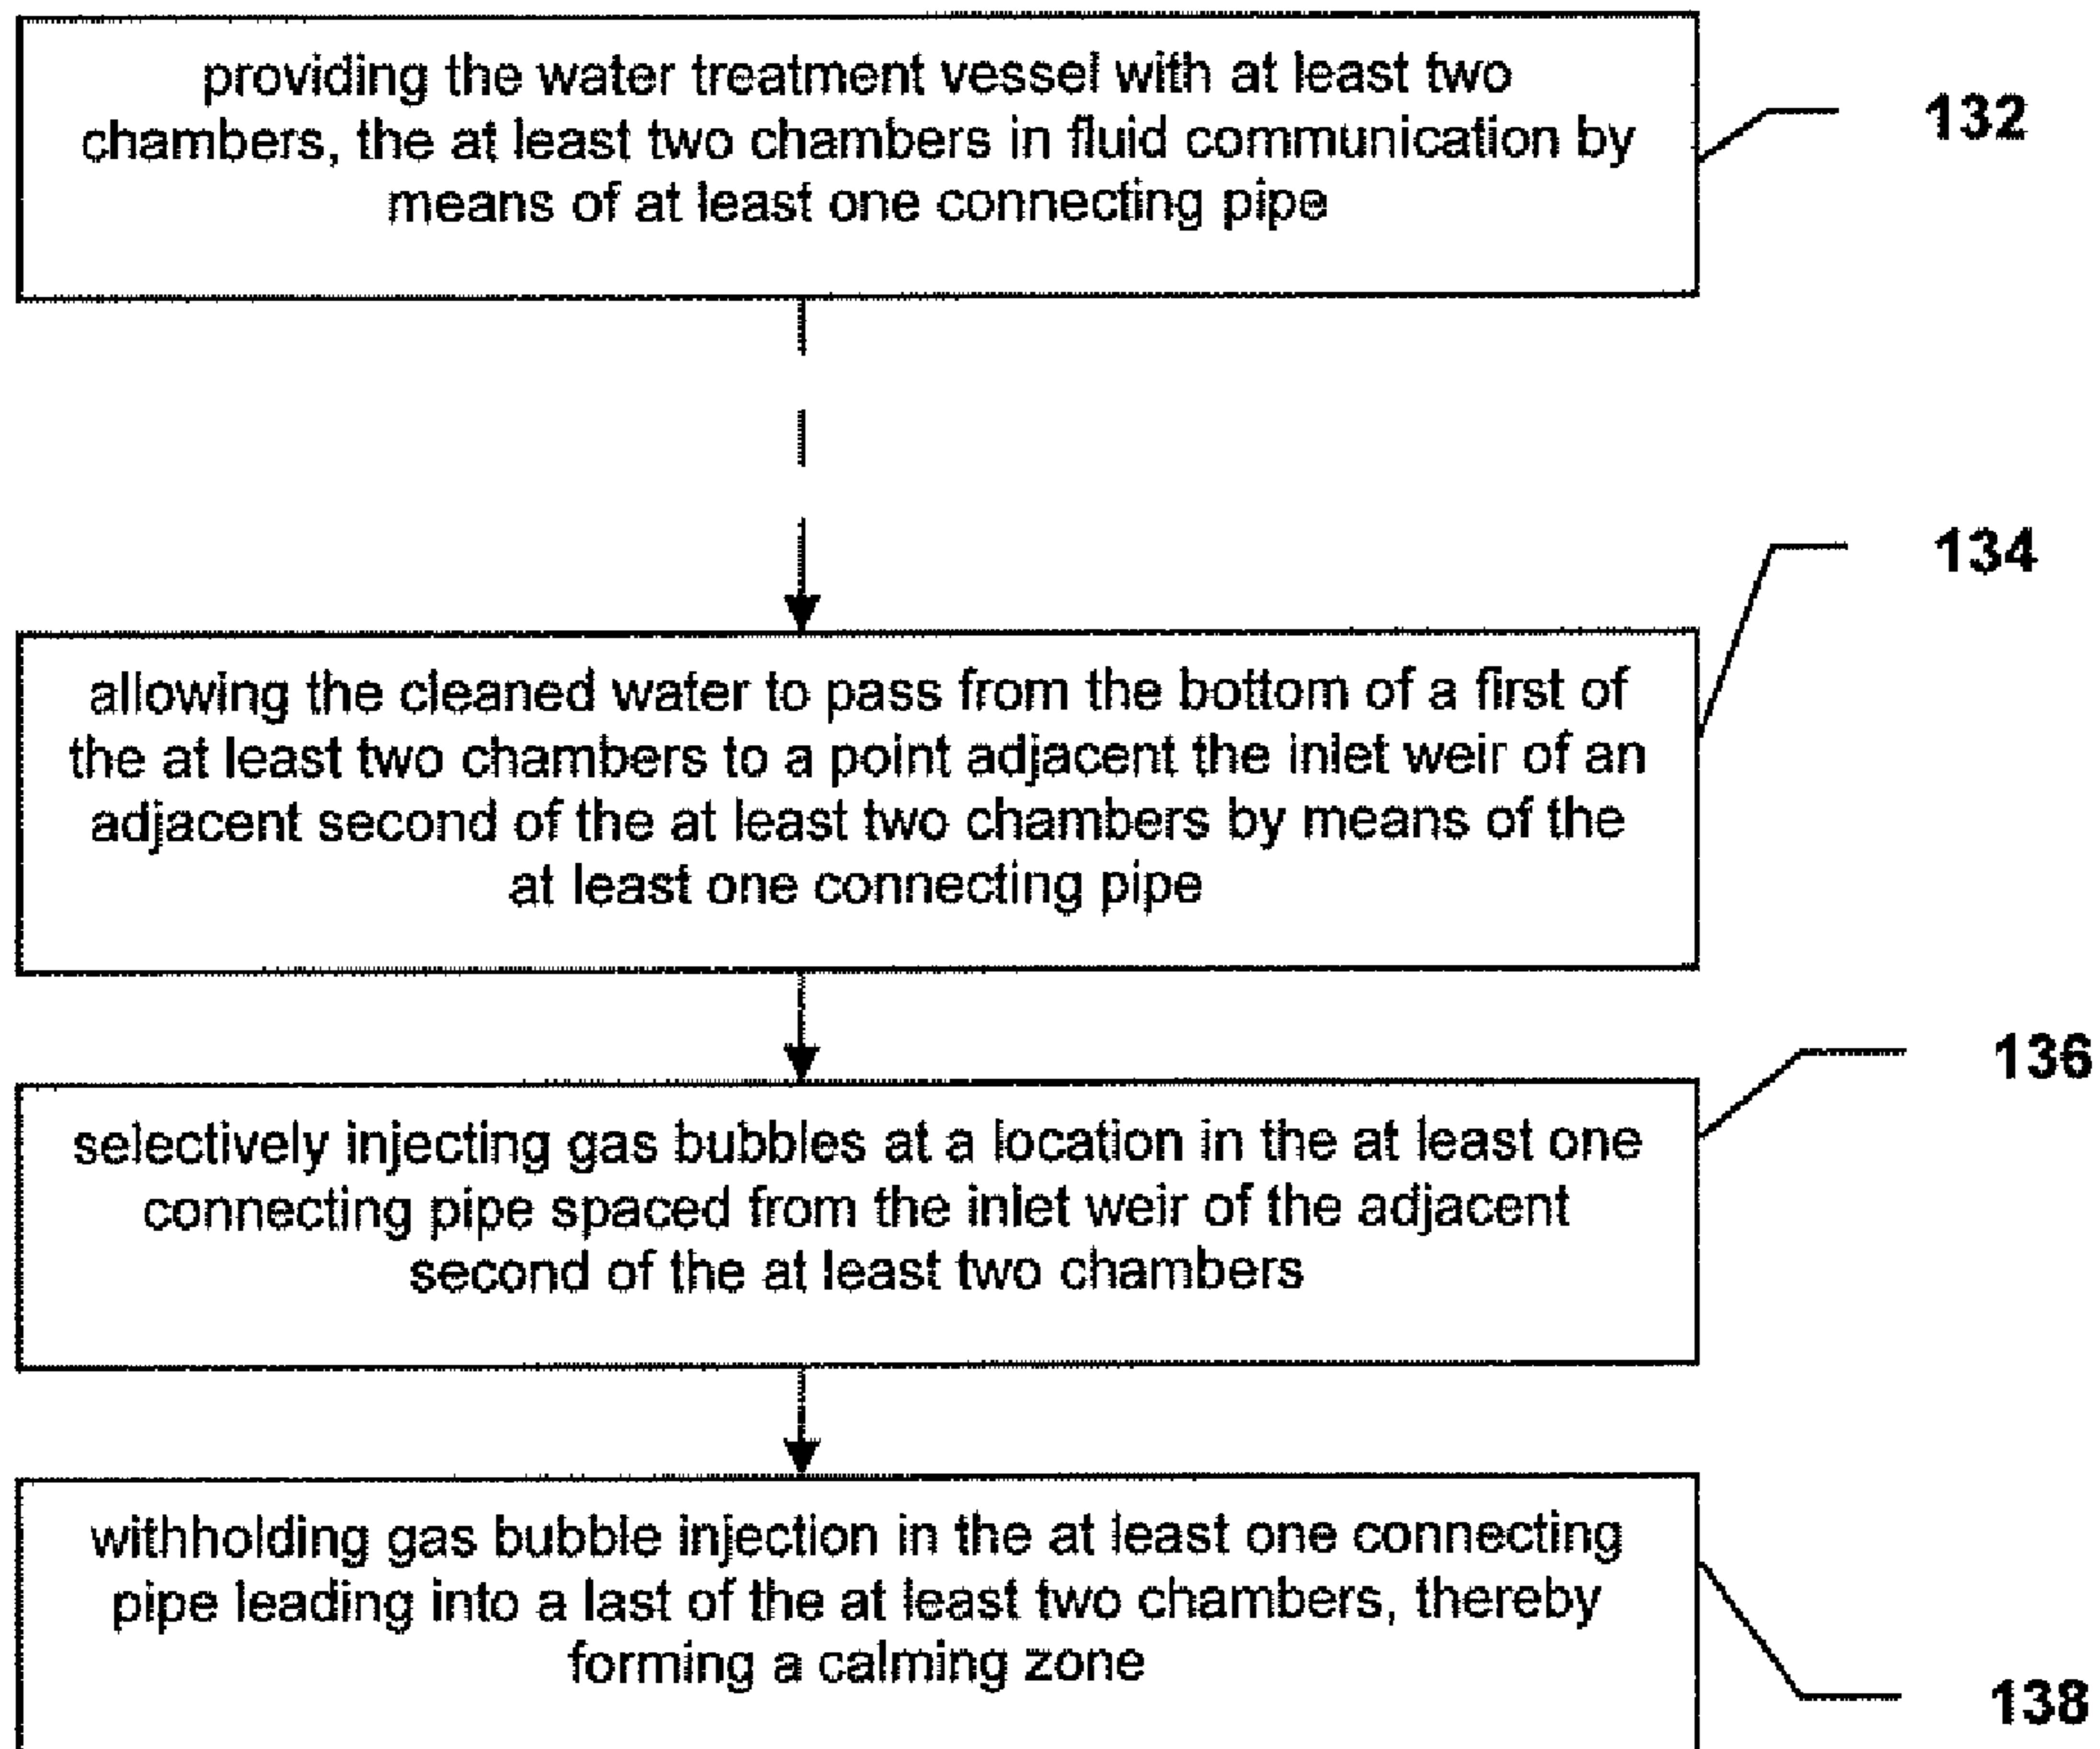 providing the water treatment vessel with at least two
chambers, the at least two chambers in fluid communication by
means of at least one connecting pipe
132
134
allowing the cleaned water to pass from the bottom of a first of
the at least two chambers to a point adjacent the inlet weir of an
adjacent second of the at least two chambers by means of the
at least one connecting pipe
136
selectively injecting gas bubbles at a location in the at least one
connecting pipe spaced from the inlet weir of the adjacent
second of the at least two chambers
withholding gas bubble injection in the at least one connecting
pipe leading into a last of the at least two chambers, thereby
forming a calming zone
138